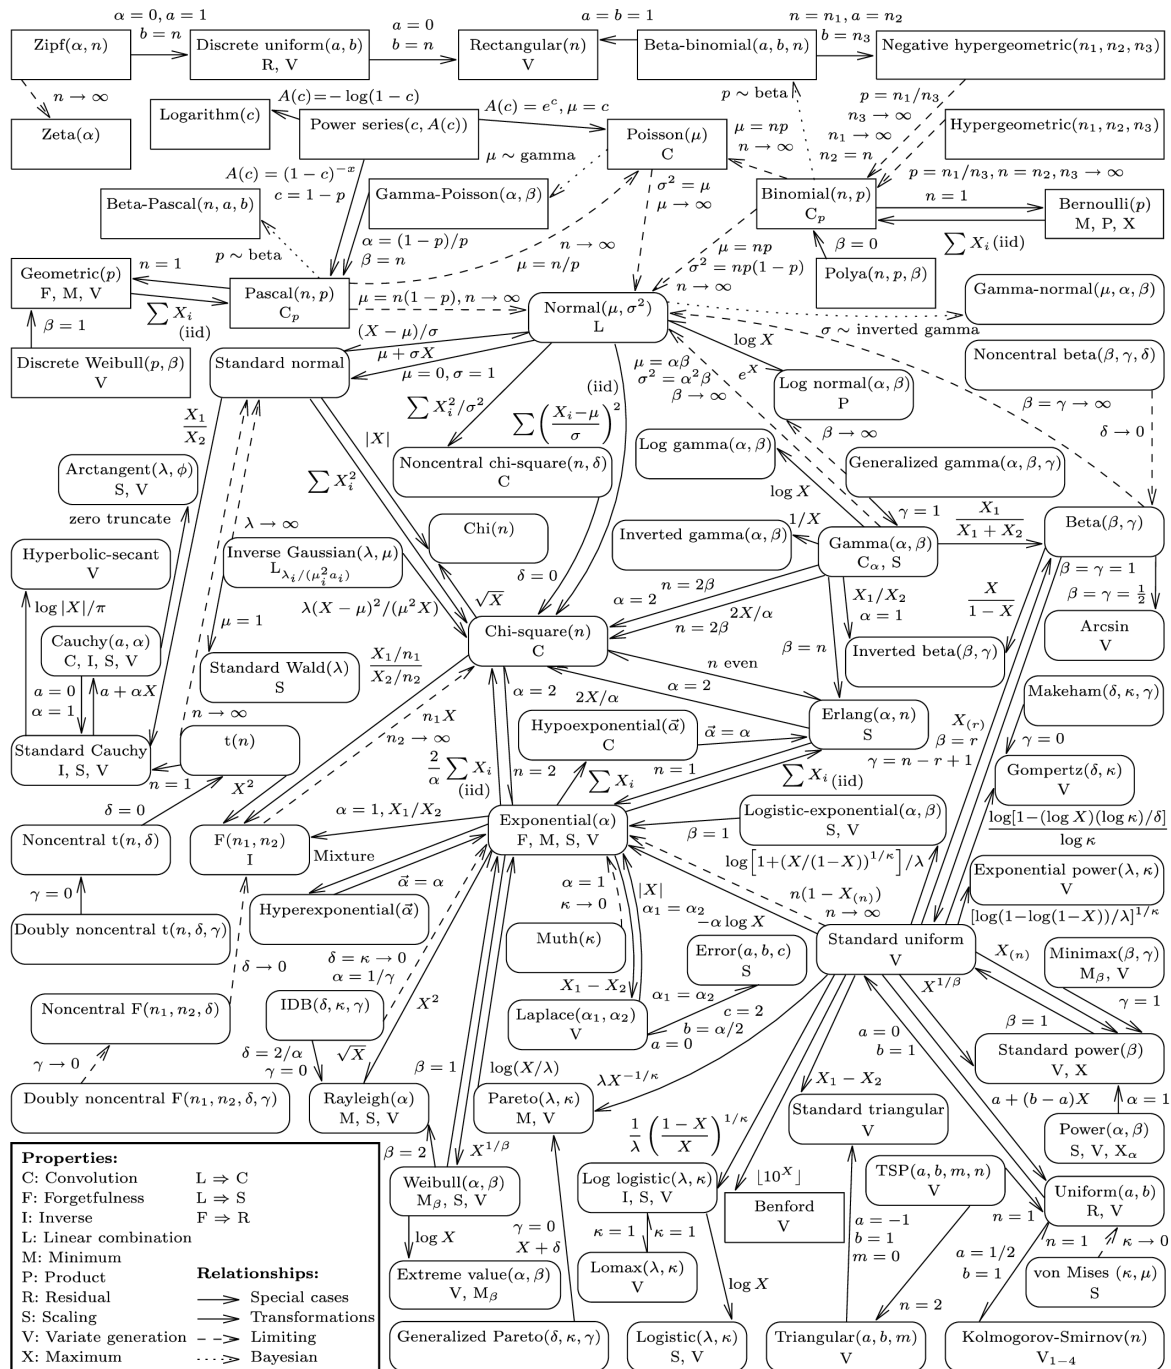 α = 0, a = 1
b = n
a = 0
b = n
a = b = 1
n = n₁, a = n₂
b = n₃
Zipf(α, n)
Discrete uniform(a, b)
R, V
Rectangular(n)
V
Beta-binomial(a, b, n)
Negative hypergeometric(n₁, n₂, n₃)
n → ∞
A(c) = −log(1 − c)
A(c) = eᶜ, μ = c
p ∼ beta
p = n₁/n₃
n₃ → ∞
n₁ → ∞
n₂ = n
Zeta(α)
Logarithm(c)
Power series(c, A(c))
Poisson(μ)
C
μ = np
n → ∞
Hypergeometric(n₁, n₂, n₃)
μ ∼ gamma
p = n₁/n₃, n = n₂, n₃ → ∞
A(c) = (1 − c)⁻ˣ
c = 1 − p
Beta-Pascal(n, a, b)
Gamma-Poisson(α, β)
σ² = μ
μ → ∞
Binomial(n, p)
Cₚ
n = 1
Bernoulli(p)
M, P, X
α = (1 − p)/p
β = n
n → ∞
μ = n/p
μ = np
σ² = np(1 − p)
n → ∞
β = 0
∑ Xᵢ (iid)
p ∼ beta
Polya(n, p, β)
Geometric(p)
F, M, V
n = 1
∑ Xᵢ
(iid)
Pascal(n, p)
Cₚ
μ = n(1 − p), n → ∞
Normal(μ, σ²)
L
Gamma-normal(μ, α, β)
σ ∼ inverted gamma
β = 1
(X − μ)/σ
μ + σX
μ = 0, σ = 1
Discrete Weibull(p, β)
V
Standard normal
log X
eˣ
μ = αβ
σ² = α²β
β → ∞
Noncentral beta(β, γ, δ)
β = γ → ∞
δ → 0
∑ Xᵢ²/σ²
(iid)
∑ ((Xᵢ−μ)/σ)²
Log normal(α, β)
P
β → ∞
X₁/X₂
|X|
∑ Xᵢ²
Arctangent(λ, φ)
S, V
Noncentral chi-square(n, δ)
C
Log gamma(α, β)
Generalized gamma(α, β, γ)
log X
γ = 1
zero truncate
λ → ∞
Chi(n)
1/X
X₁/(X₁ + X₂)
Hyperbolic-secant
V
Inverse Gaussian(λ, μ)
L λᵢ/(μᵢ²aᵢ)
Inverted gamma(α, β)
Gamma(α, β)
Cα, S
Beta(β, γ)
δ = 0
√X
α = 2
n = 2β
n = 2β
2X/α
X₁/X₂
α = 1
X/(1 − X)
β = γ = 1
β = γ = 1/2
log |X|/π
λ(X − μ)²/(μ²X)
μ = 1
Cauchy(a, α)
C, I, S, V
Standard Wald(λ)
S
X₁/n₁
X₂/n₂
Chi-square(n)
C
β = n
Inverted beta(β, γ)
Arcsin
V
n even
α = 2
2X/α
α = 2
a = 0
α = 1
a + αX
n → ∞
n₁X
n₂ → ∞
Makeham(δ, κ, γ)
γ = 0
Standard Cauchy
I, S, V
n = 1
t(n)
X²
Hypoexponential(α⃗)
C
α⃗ = α
Erlang(α, n)
S
X₍ᵣ₎
β = r
γ = n − r + 1
2/α ∑ Xᵢ
(iid)
n = 2
∑ Xᵢ
n = 1
∑ Xᵢ (iid)
Gompertz(δ, κ)
V
δ = 0
α = 1, X₁/X₂
log[1−(log X)(log κ)/δ]
log κ
Noncentral t(n, δ)
F(n₁, n₂)
I
Mixture
Exponential(α)
F, M, S, V
β = 1
Logistic-exponential(α, β)
S, V
log[1+(X/(1−X))^1/κ]/λ
Exponential power(λ, κ)
V
[log(1−log(1−X))/λ]^1/κ
γ = 0
α⃗ = α
Hyperexponential(α⃗)
α = 1
κ → 0
|X|
α₁ = α₂
n(1 − X₍ₙ₎)
n → ∞
−α log X
Doubly noncentral t(n, δ, γ)
δ → 0
δ = κ → 0
α = 1/γ
Muth(κ)
Error(a, b, c)
S
Standard uniform
V
X₍ₙ₎
Minimax(β, γ)
Mβ, V
X^1/β
γ = 1
Noncentral F(n₁, n₂, δ)
IDB(δ, κ, γ)
X²
X₁ − X₂
Laplace(α₁, α₂)
V
α₁ = α₂
c = 2
b = α/2
a = 0
a = 0
b = 1
β = 1
Standard power(β)
V, X
γ → 0
δ = 2/α
γ = 0
√X
β = 1
log(X/λ)
λX^−1/κ
X₁ − X₂
a + (b − a)X
α = 1
Doubly noncentral F(n₁, n₂, δ, γ)
Rayleigh(α)
M, S, V
Pareto(λ, κ)
M, V
Standard triangular
V
Power(α, β)
S, V, Xα
β = 2
X^1/β
1/λ ((1 − X)/X)^1/κ
Weibull(α, β)
Mβ, S, V
Log logistic(λ, κ)
I, S, V
⌊10ˣ⌋
Benford
V
TSP(a, b, m, n)
V
n = 1
Uniform(a, b)
R, V
log X
γ = 0
X + δ
κ = 1
κ = 1
a = −1
b = 1
m = 0
a = 1/2
b = 1
n = 1
κ → 0
Extreme value(α, β)
V, Mβ
Lomax(λ, κ)
V
log X
von Mises (κ, μ)
S
n = 2
Generalized Pareto(δ, κ, γ)
Logistic(λ, κ)
S, V
Triangular(a, b, m)
V
Kolmogorov-Smirnov(n)
V₁₋₄
Properties:
C: Convolution L ⇒ C
F: Forgetfulness L ⇒ S
I: Inverse F ⇒ R
L: Linear combination
M: Minimum
P: Product
Relationships:
R: Residual
Special cases
S: Scaling
Transformations
V: Variate generation
Limiting
X: Maximum
Bayesian